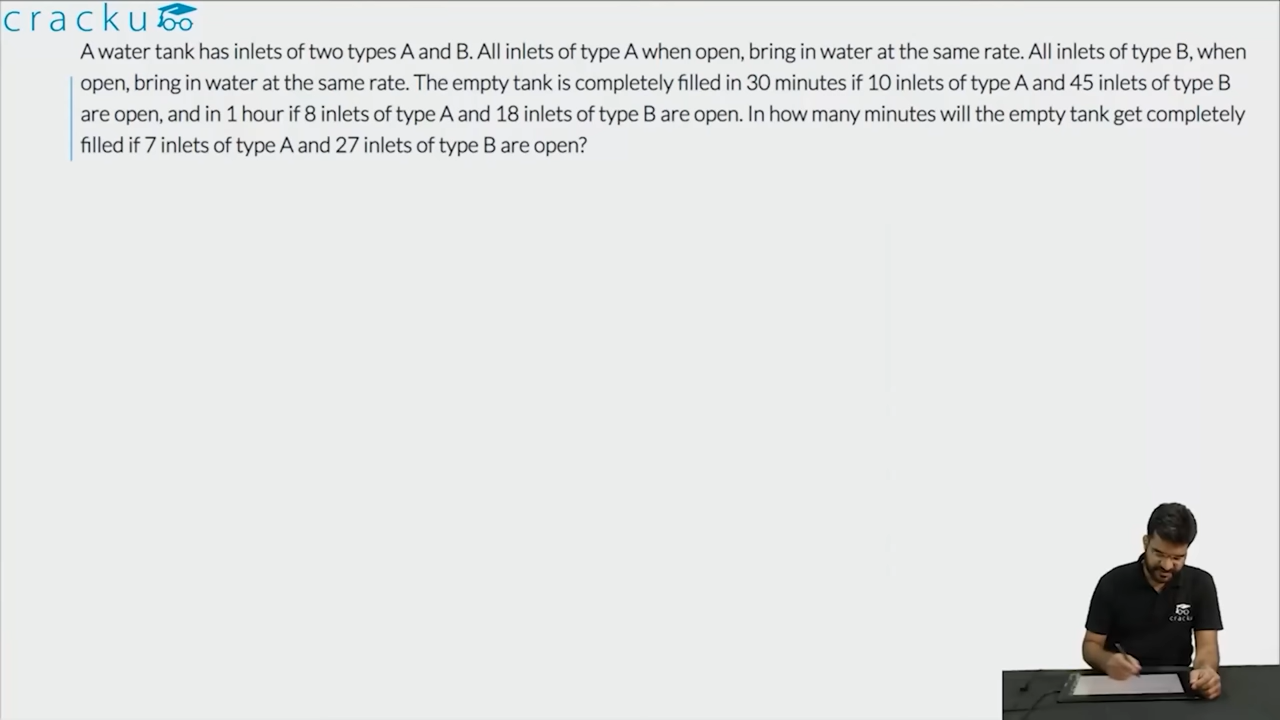 cracku
A water tank has inlets of two types A and B. All inlets of type A when open, bring in water at the same rate. All inlets of type B, when
open, bring in water at the same rate. The empty tank is completely filled in 30 minutes if 10 inlets of type A and 45 inlets of type B
are open, and in 1 hour if 8 inlets of type A and 18 inlets of type B are open. In how many minutes will the empty tank get completely
filled if 7 inlets of type A and 27 inlets of type B are open?
cracku